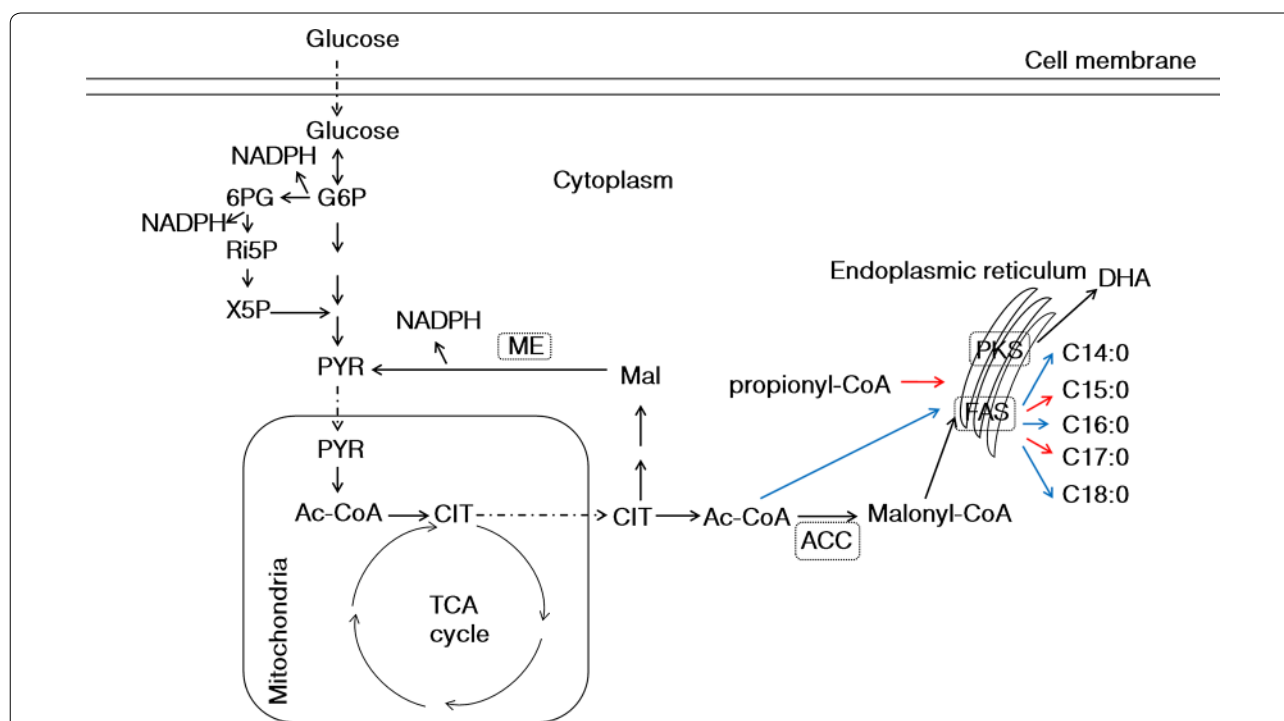 Glucose
Cell membrane
Glucose
NADPH
Cytoplasm
6PG
G6P
NADPH
Ri5P
Endoplasmic reticulum
DHA
X5P
NADPH
ME
PKS
C14:0
PYR
Mal
propionyl-CoA
C15:0
FAS
C16:0
PYR
C17:0
C18:0
Ac-CoA
CIT
CIT
Ac-CoA
Malonyl-CoA
ACC
Mitochondria
TCA
cycle